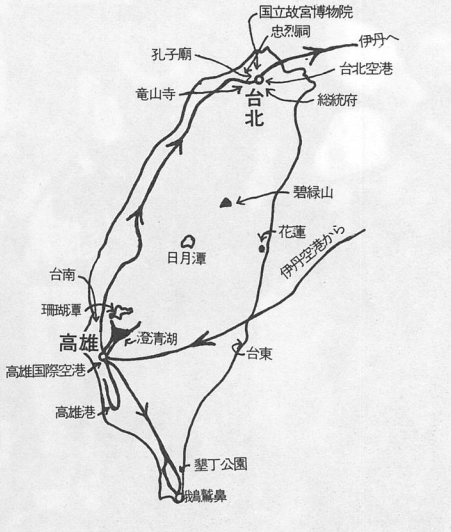 国立故宮博物院
忠烈祠
伊丹へ
孔子廟
台北空港
竜山寺
総統府
台北
碧緑山
花蓮
伊丹空港から
日月潭
台南
珊瑚潭
高雄
澄清湖
台東
高雄国際空港
高雄港
墾丁公園
鵝鸞鼻